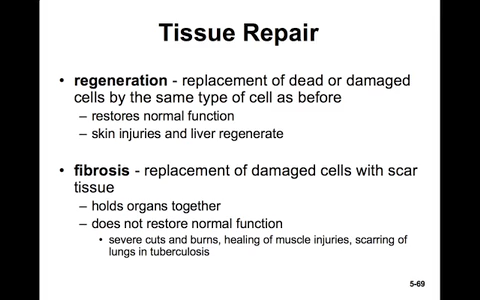 Tissue Repair
• regeneration - replacement of dead or damaged
cells by the same type of cell as before
– restores normal function
– skin injuries and liver regenerate
• fibrosis - replacement of damaged cells with scar
tissue
– holds organs together
– does not restore normal function
• severe cuts and burns, healing of muscle injuries, scarring of
lungs in tuberculosis
5-69